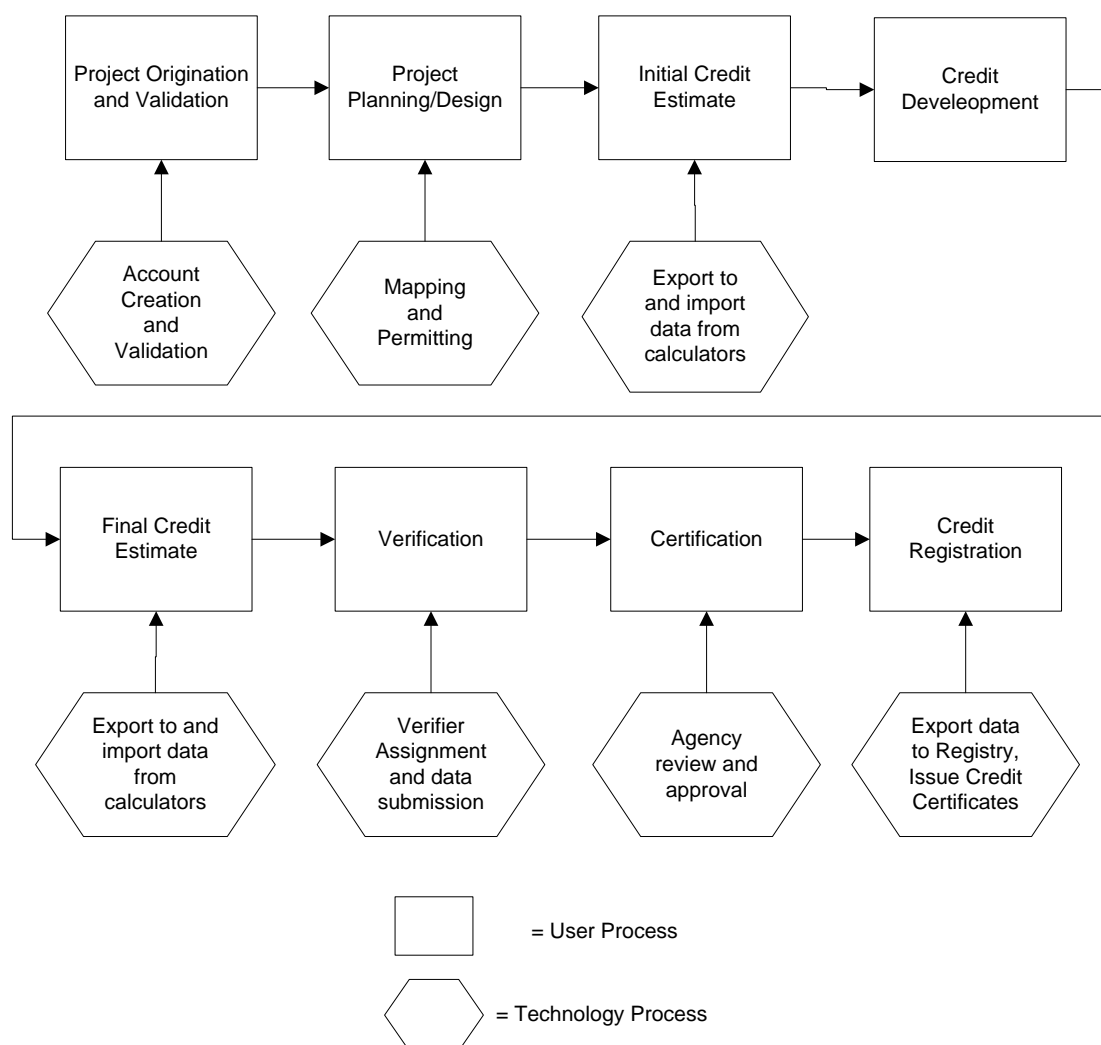 Project Origination
and Validation
Project
Planning/Design
Initial Credit
Estimate
Credit
Develeopment
Account
Creation
and
Validation
Mapping
and
Permitting
Export to
and import
data from
calculators
Final Credit
Estimate
Verification
Certification
Credit
Registration
Export to and
import data
from
calculators
Verifier
Assignment
and data
submission
Agency
review and
approval
Export data
to Registry,
Issue Credit
Certificates
= User Process
= Technology Process